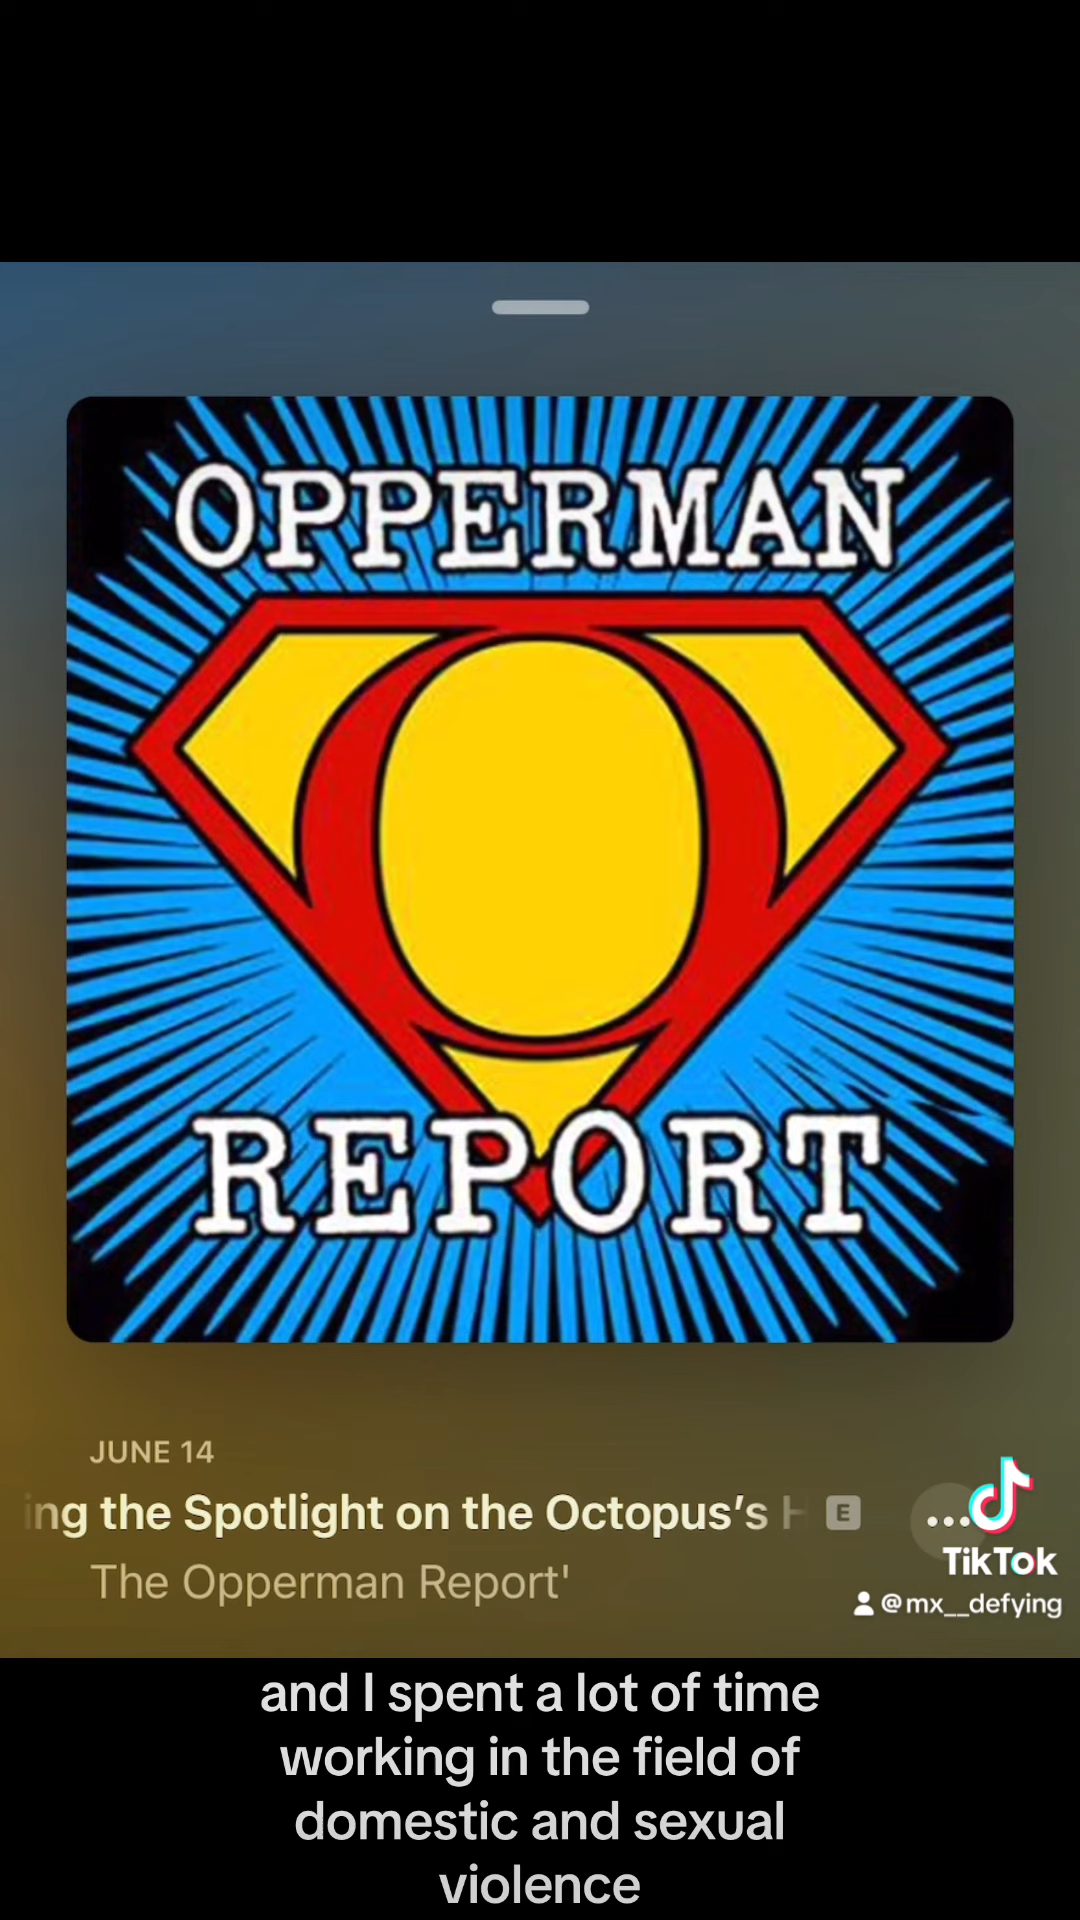 OPPERMAN
REPORT
JUNE 14
ing the Spotlight on the Octopus’s H E
The Opperman Report'
TikTok
@mx__defying
and I spent a lot of time
working in the field of
domestic and sexual
violence